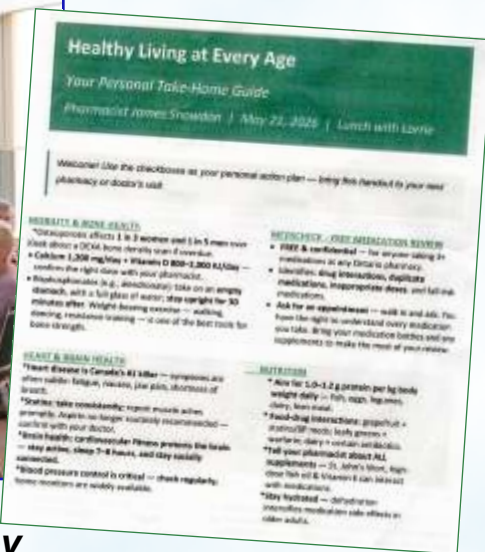 Healthy Living at Every Age
Your Personal Take-Home Guide
Pharmacist James Snowdon | May 21, 2026 | Lunch with Lorrie
Welcome! Use the checkboxes as your personal action plan — bring this handout to your next
pharmacy or doctor's visit
MOBILITY & BONE HEALTH
*Osteoporosis affects 1 in 3 women and 1 in 5 men over
about a DEXA bone density scan if overdue.
• Calcium 1,200 mg/day + Vitamin D 800–2,000 IU/day —
confirm the right dose with your pharmacist.
• Bisphosphonates (e.g., alendronate): take on an empty
stomach, with a full glass of water; stay upright for 30
minutes after. Weight-bearing exercise — walking,
dancing, resistance training — is one of the best tools for
bone strength.
HEART & BRAIN HEALTH
*Heart disease is Canada's #1 killer — symptoms are
often subtle: fatigue, nausea, jaw pain, shortness of
breath.
*Statins: take consistently; report muscle aches
promptly. Aspirin no longer routinely recommended —
confirm with your doctor.
*Brain health: cardiovascular fitness protects the brain
— stay active, sleep 7–8 hours, and stay socially
connected.
*Blood pressure control is critical — check regularly;
home monitors are widely available.
MEDSCHECK – FREE MEDICATION REVIEW
• FREE & confidential — for anyone taking
medications at any Ontario pharmacy.
• Identifies: drug interactions, duplicate
medications, inappropriate doses, and fall-risk
medications.
• Ask for an appointment — walk in and ask. You
have the right to understand every medication
you take. Bring your medication bottles and any
supplements to make the most of your review.
NUTRITION
* Aim for 1.0–1.2 g protein per kg body
weight daily — fish, eggs, legumes,
dairy, lean meat.
* Food-drug interactions: grapefruit +
statins/BP meds; leafy greens +
warfarin; dairy + certain antibiotics.
*Tell your pharmacist about ALL
supplements — St. John's Wort, high-
dose fish oil & Vitamin E can interact
with medications.
*Stay hydrated — dehydration
intensifies medication side effects in
older adults.